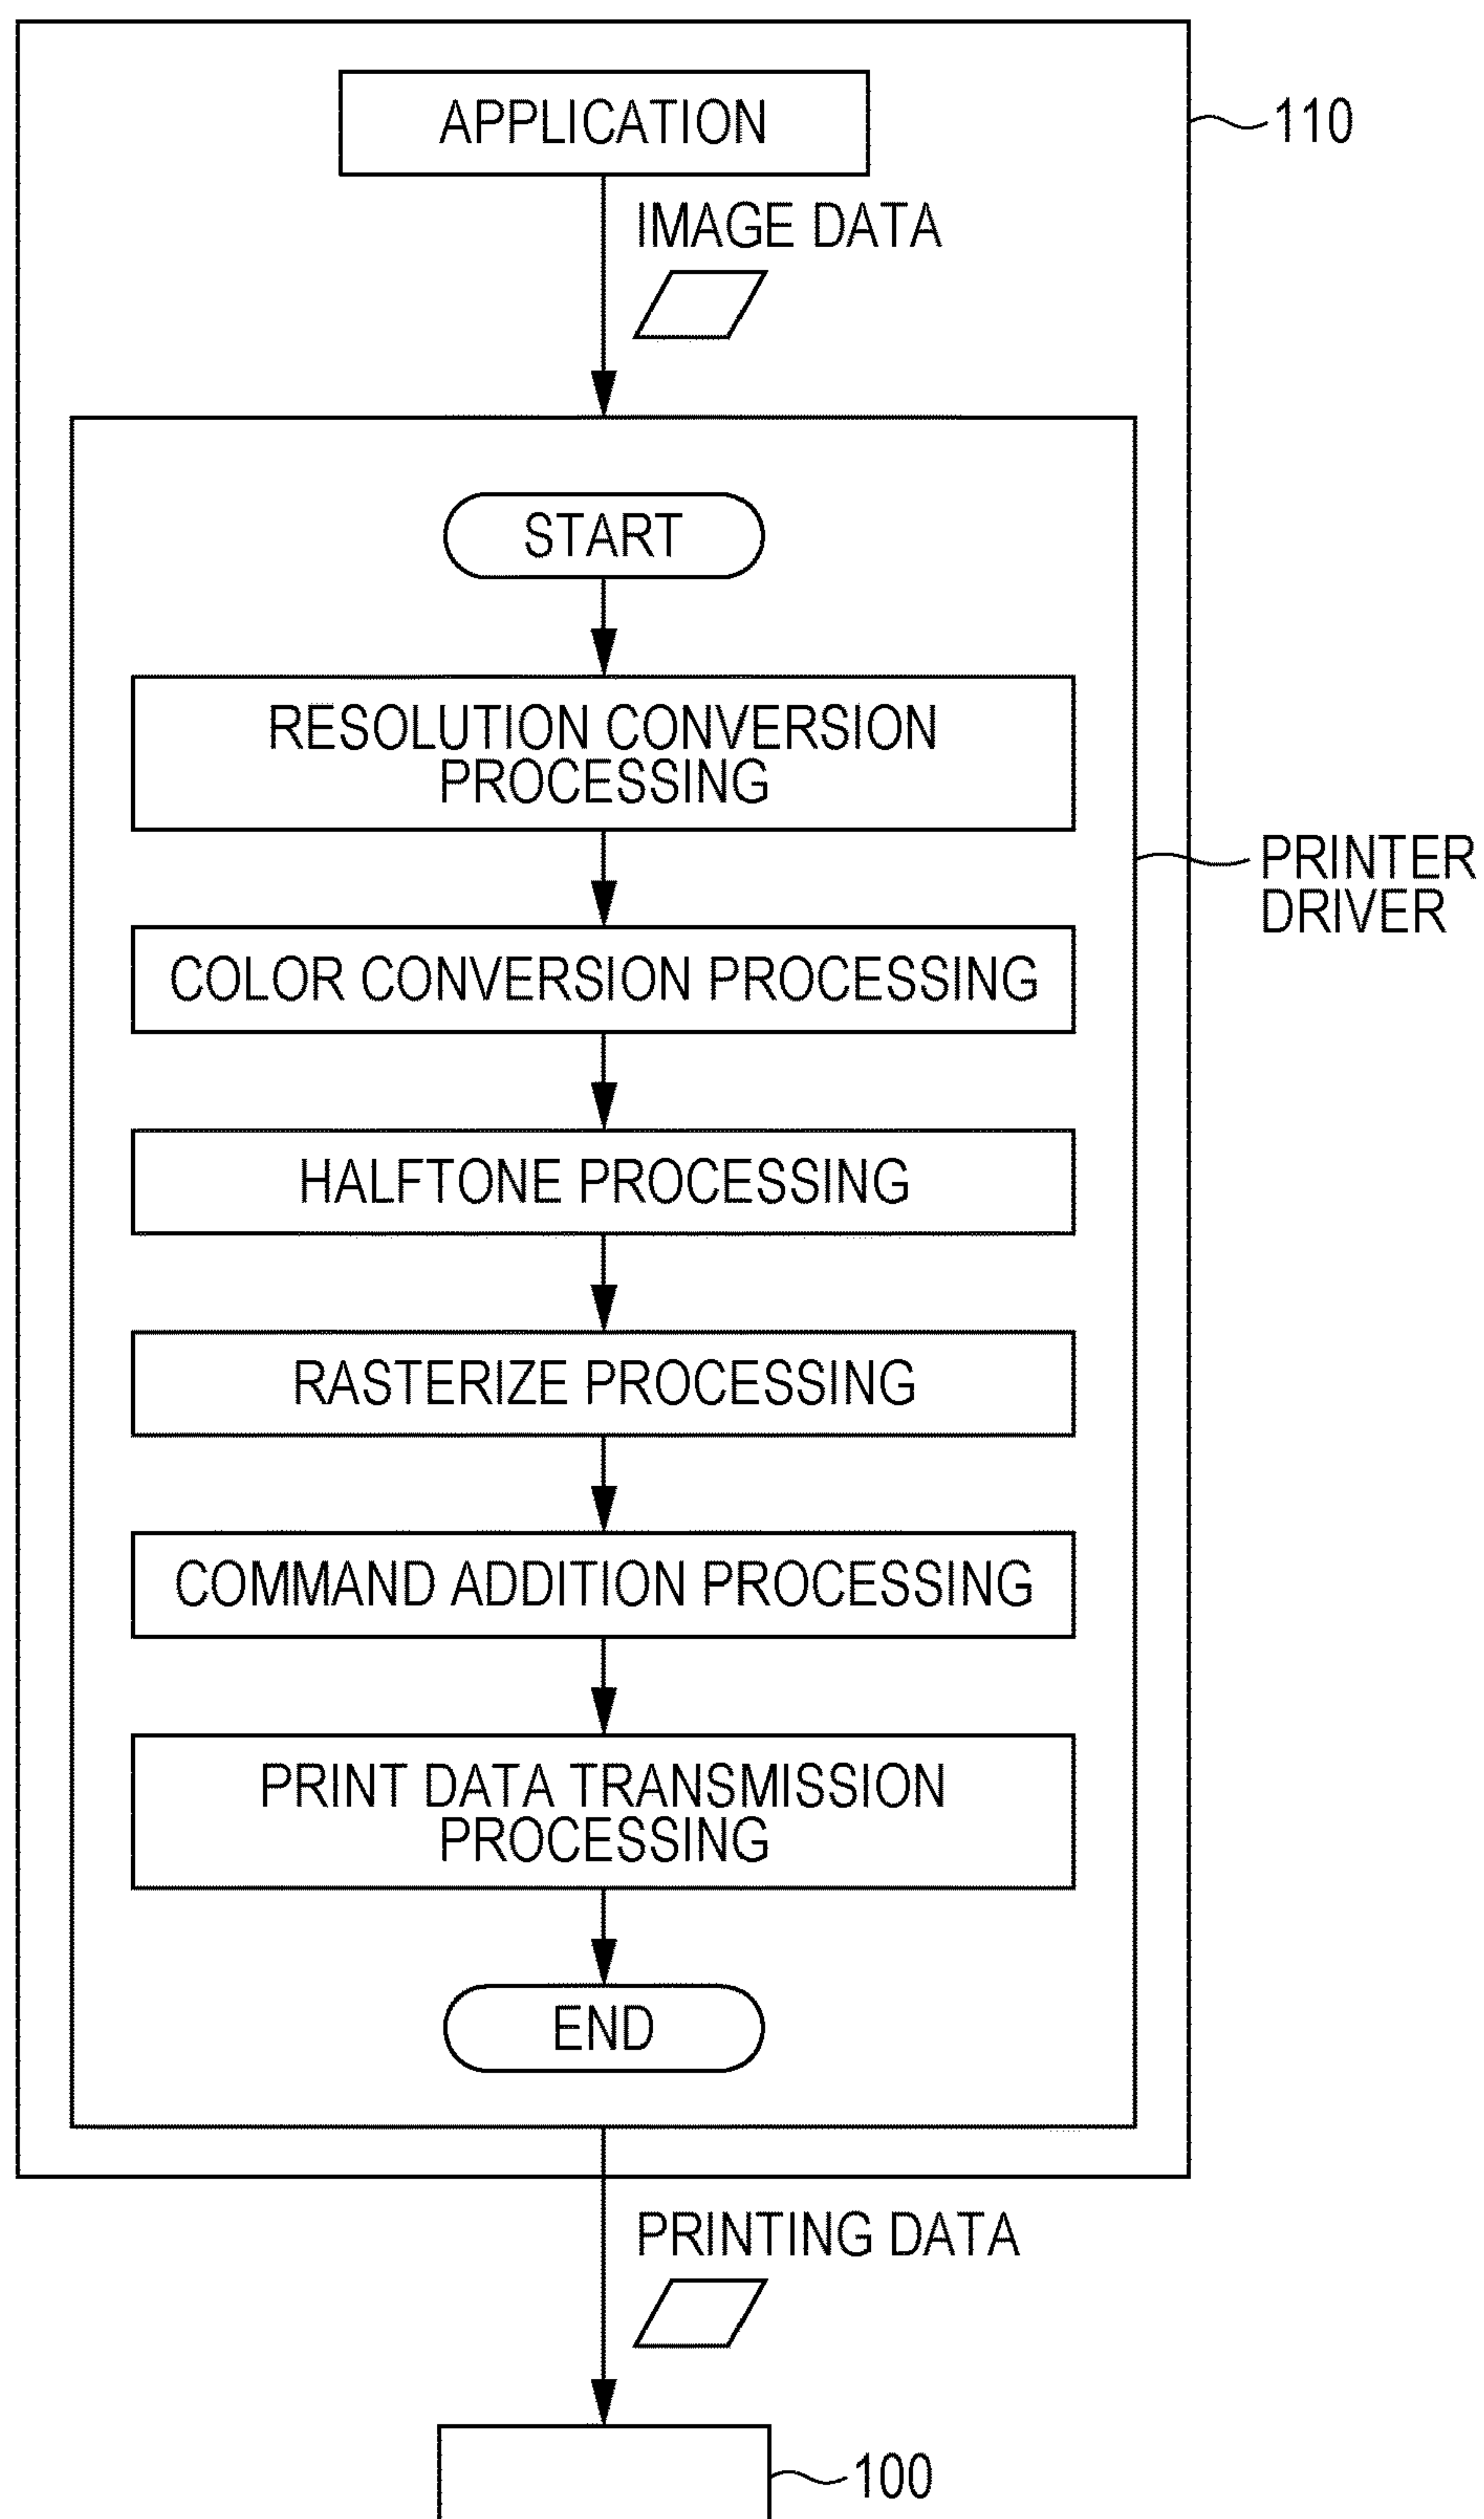 APPLICATION
110
IMAGE DATA
START
RESOLUTION CONVERSION
PROCESSING
PRINTER
DRIVER
COLOR CONVERSION PROCESSING
HALFTONE PROCESSING
RASTERIZE PROCESSING
COMMAND ADDITION PROCESSING
PRINT DATA TRANSMISSION
PROCESSING
END
PRINTING DATA
100